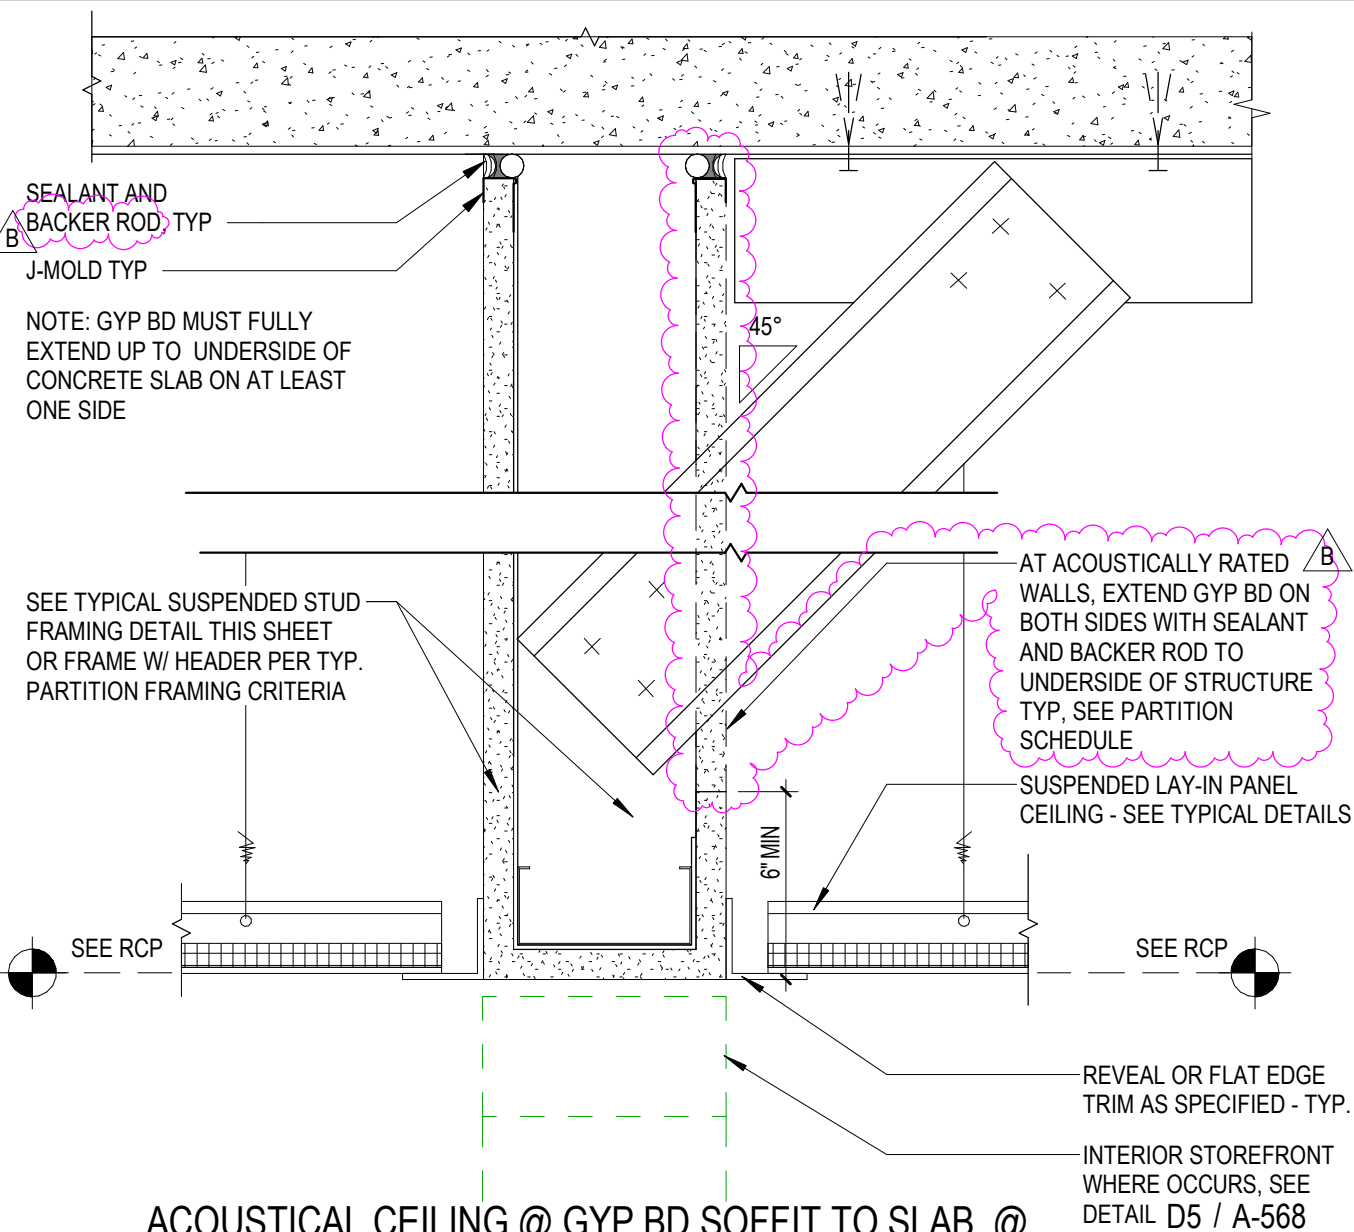 SEALANT AND
BACKER ROD, TYP
B
J-MOLD TYP
NOTE: GYP BD MUST FULLY
EXTEND UP TO UNDERSIDE OF
CONCRETE SLAB ON AT LEAST
ONE SIDE
45°
SEE TYPICAL SUSPENDED STUD
FRAMING DETAIL THIS SHEET
OR FRAME W/ HEADER PER TYP.
PARTITION FRAMING CRITERIA
B
AT ACOUSTICALLY RATED
WALLS, EXTEND GYP BD ON
BOTH SIDES WITH SEALANT
AND BACKER ROD TO
UNDERSIDE OF STRUCTURE
TYP, SEE PARTITION
SCHEDULE
SUSPENDED LAY-IN PANEL
CEILING - SEE TYPICAL DETAILS
6" MIN
SEE RCP
SEE RCP
REVEAL OR FLAT EDGE
TRIM AS SPECIFIED - TYP.
INTERIOR STOREFRONT
WHERE OCCURS, SEE
DETAIL D5 / A-568
ACOUSTICAL CEILING @ GYP BD SOFFIT TO SLAB @